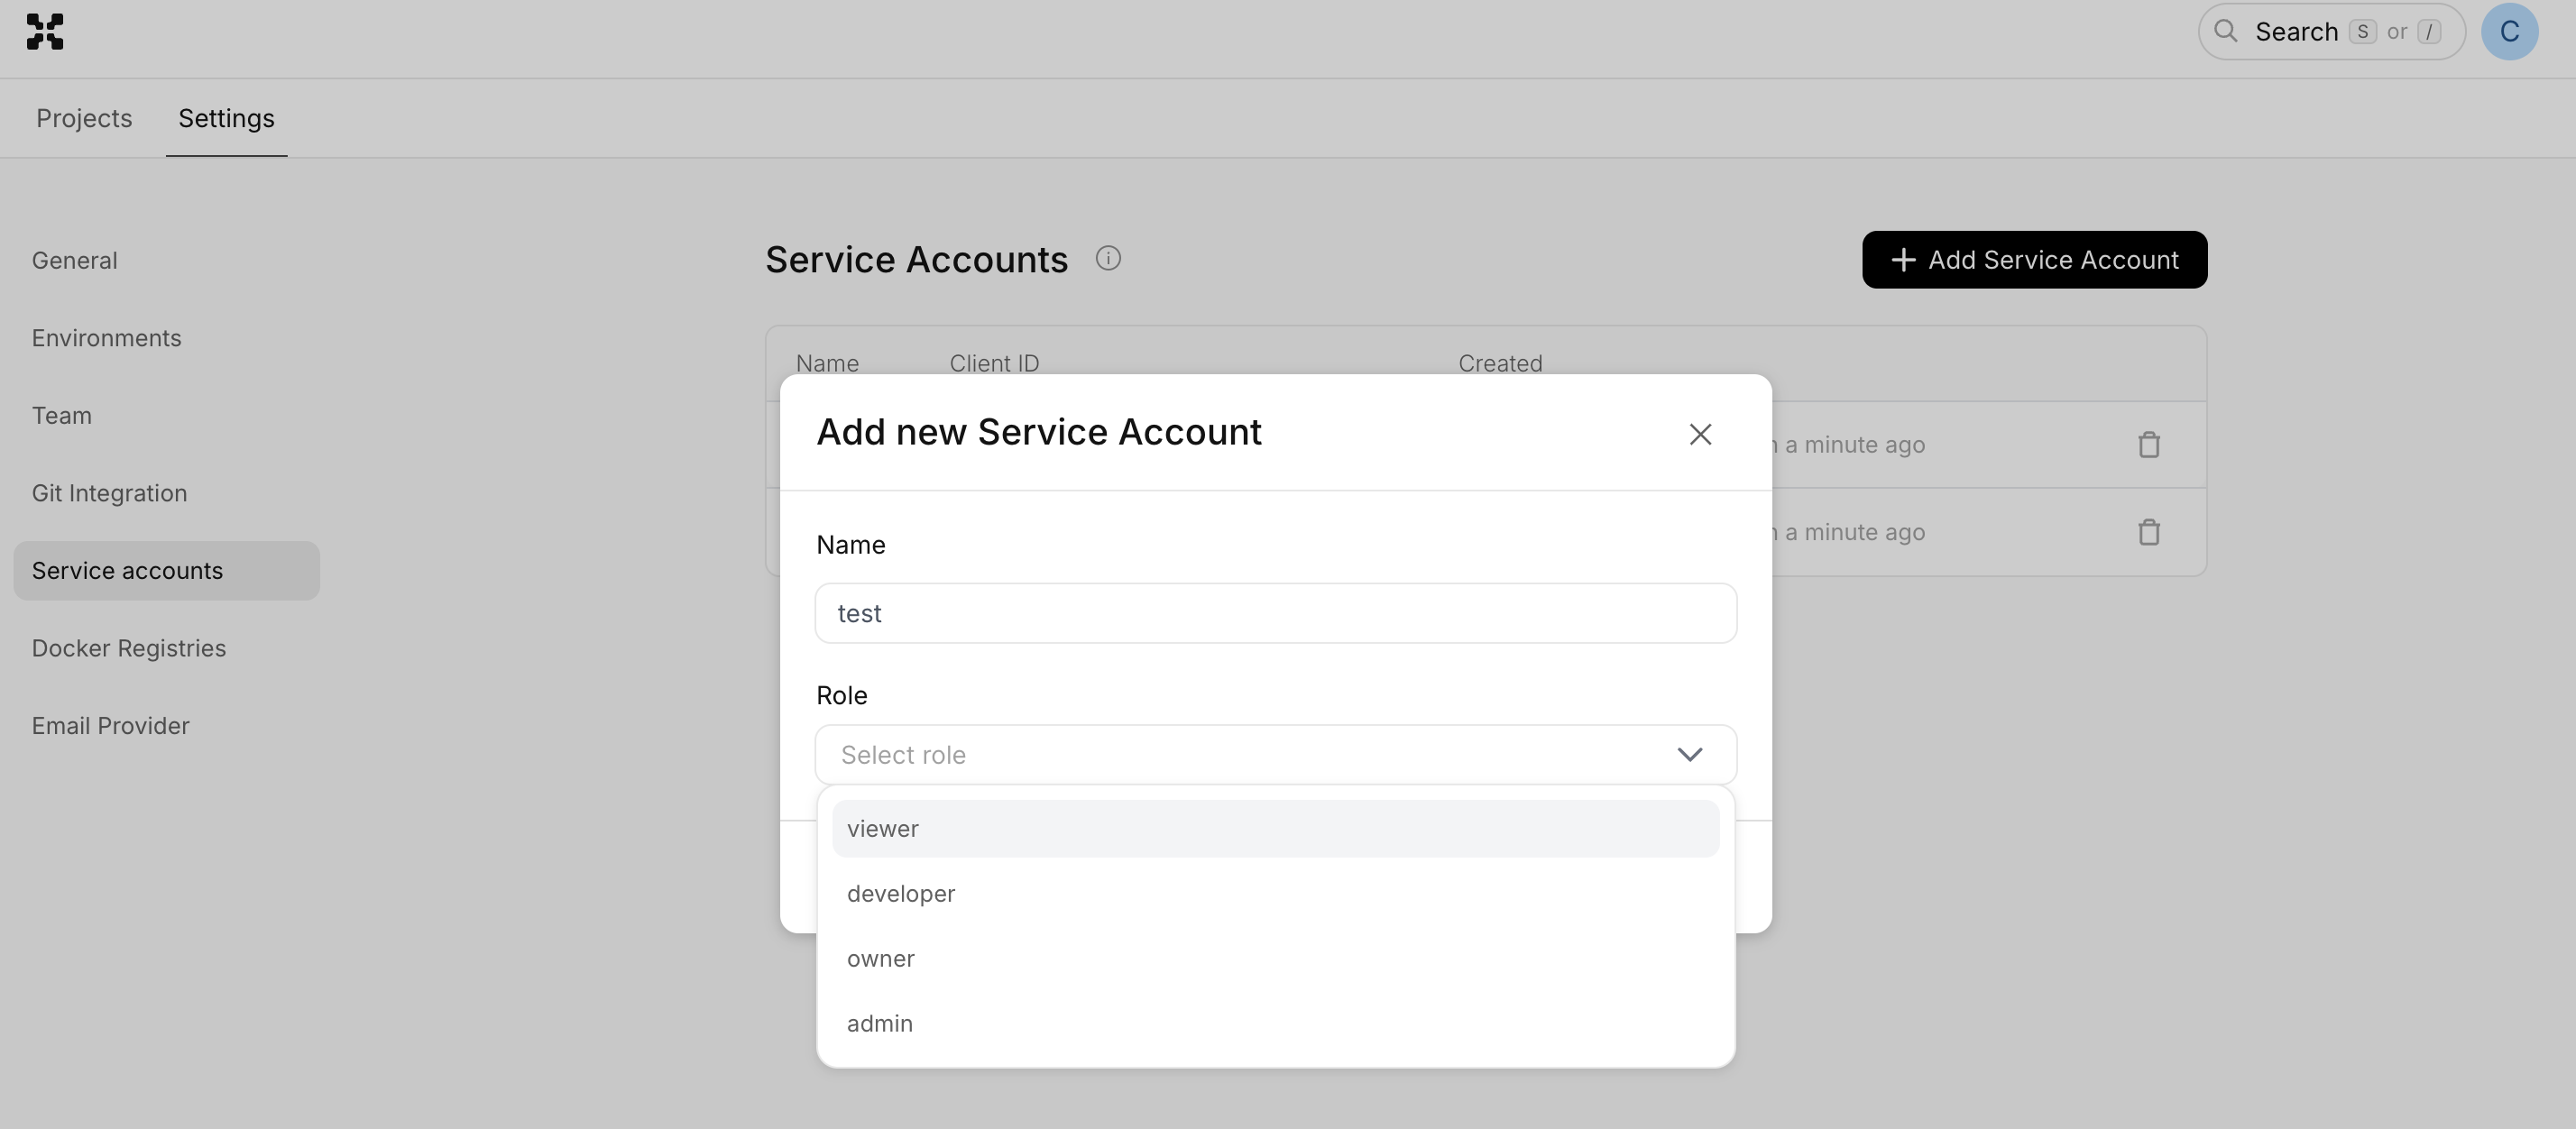 Search S or /
C
Projects Settings
General
Environments
Team
Git Integration
Service accounts
Docker Registries
Email Provider
Service Accounts
Add Service Account
Name Client ID Created
a minute ago
a minute ago
Add new Service Account
Name
test
Role
Select role
viewer
developer
owner
admin